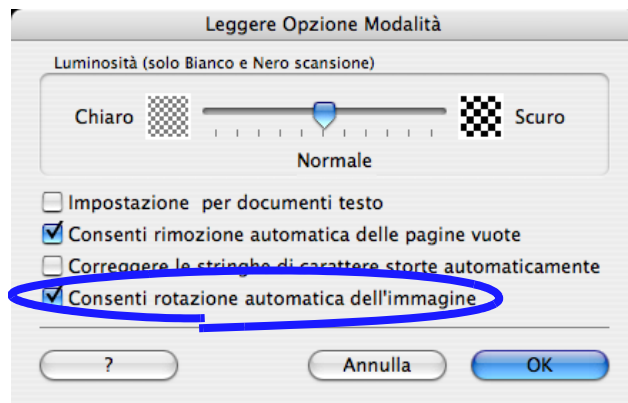 Leggere Opzione Modalità
Luminosità (solo Bianco e Nero scansione)
Chiaro Scuro
Normale
Impostazione per documenti testo
Consenti rimozione automatica delle pagine vuote
Correggere le stringhe di carattere storte automaticamente
Consenti rotazione automatica dell'immagine
? Annulla OK